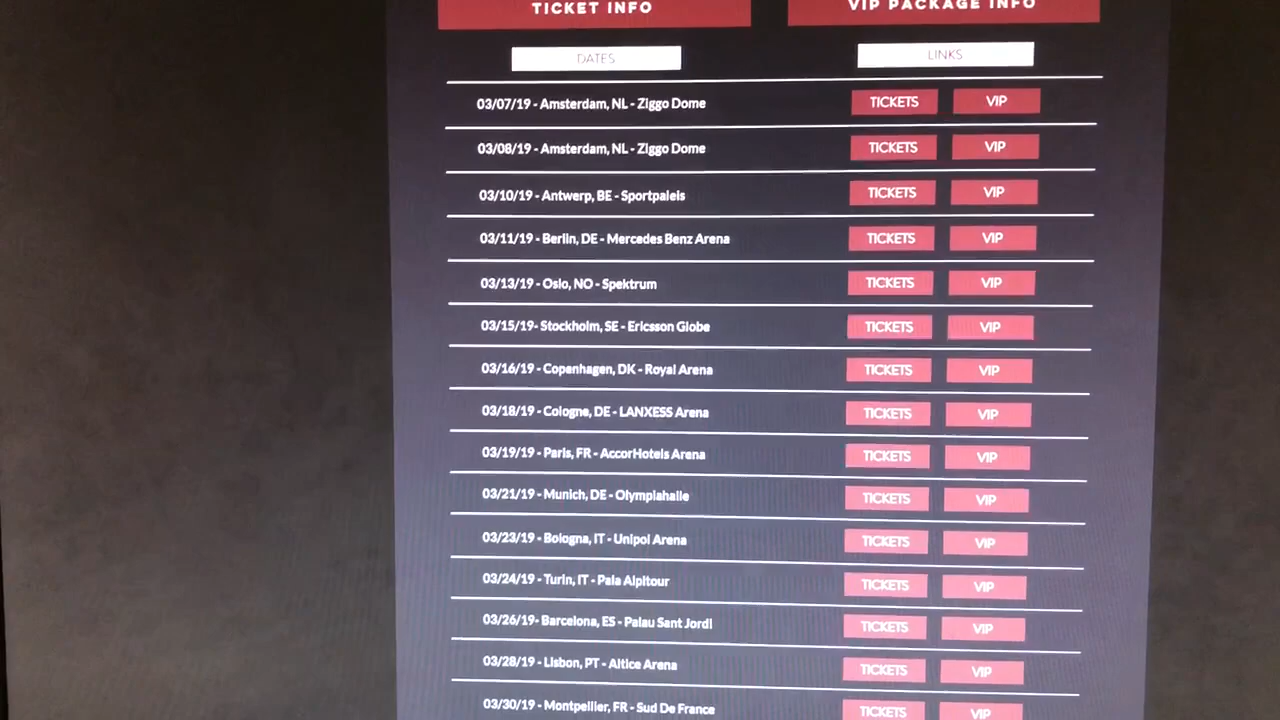 TICKET INFO VIP PACKAGE INFO
DATES LINKS
03/07/19 - Amsterdam, NL - Ziggo Dome TICKETS VIP
03/08/19 - Amsterdam, NL - Ziggo Dome TICKETS VIP
03/10/19 - Antwerp, BE - Sportpaleis TICKETS VIP
03/11/19 - Berlin, DE - Mercedes Benz Arena TICKETS VIP
03/13/19 - Oslo, NO - Spektrum TICKETS VIP
03/15/19- Stockholm, SE - Ericsson Globe TICKETS VIP
03/16/19 - Copenhagen, DK - Royal Arena TICKETS VIP
03/18/19 - Cologne, DE - LANXESS Arena TICKETS VIP
03/19/19 - Paris, FR - AccorHotels Arena TICKETS VIP
03/21/19 - Munich, DE - Olympiahalle TICKETS VIP
03/23/19 - Bologna, IT - Unipol Arena TICKETS VIP
03/24/19 - Turin, IT - Pala Alpitour TICKETS VIP
03/26/19- Barcelona, ES - Palau Sant Jordi TICKETS VIP
03/28/19 - Lisbon, PT - Altice Arena TICKETS VIP
03/30/19 - Montpellier, FR - Sud De France TICKETS VIP